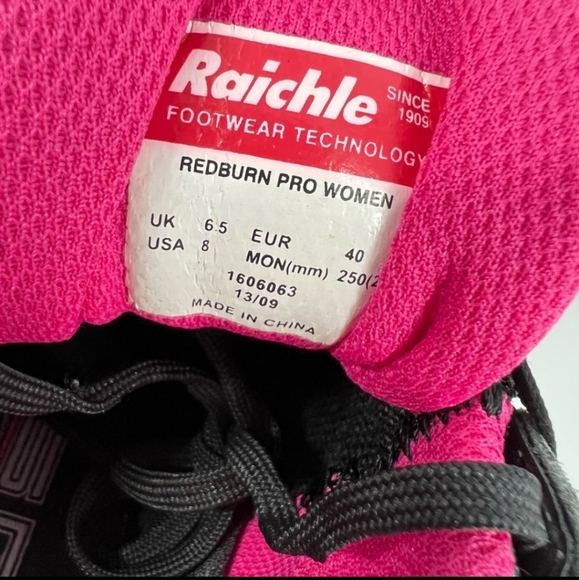 Raichle
SINCE
1909
FOOTWEAR TECHNOLOGY
REDBURN PRO WOMEN
UK 6.5 EUR 40
USA 8 MON(mm) 250(2
1606063
13/09
MADE IN CHINA